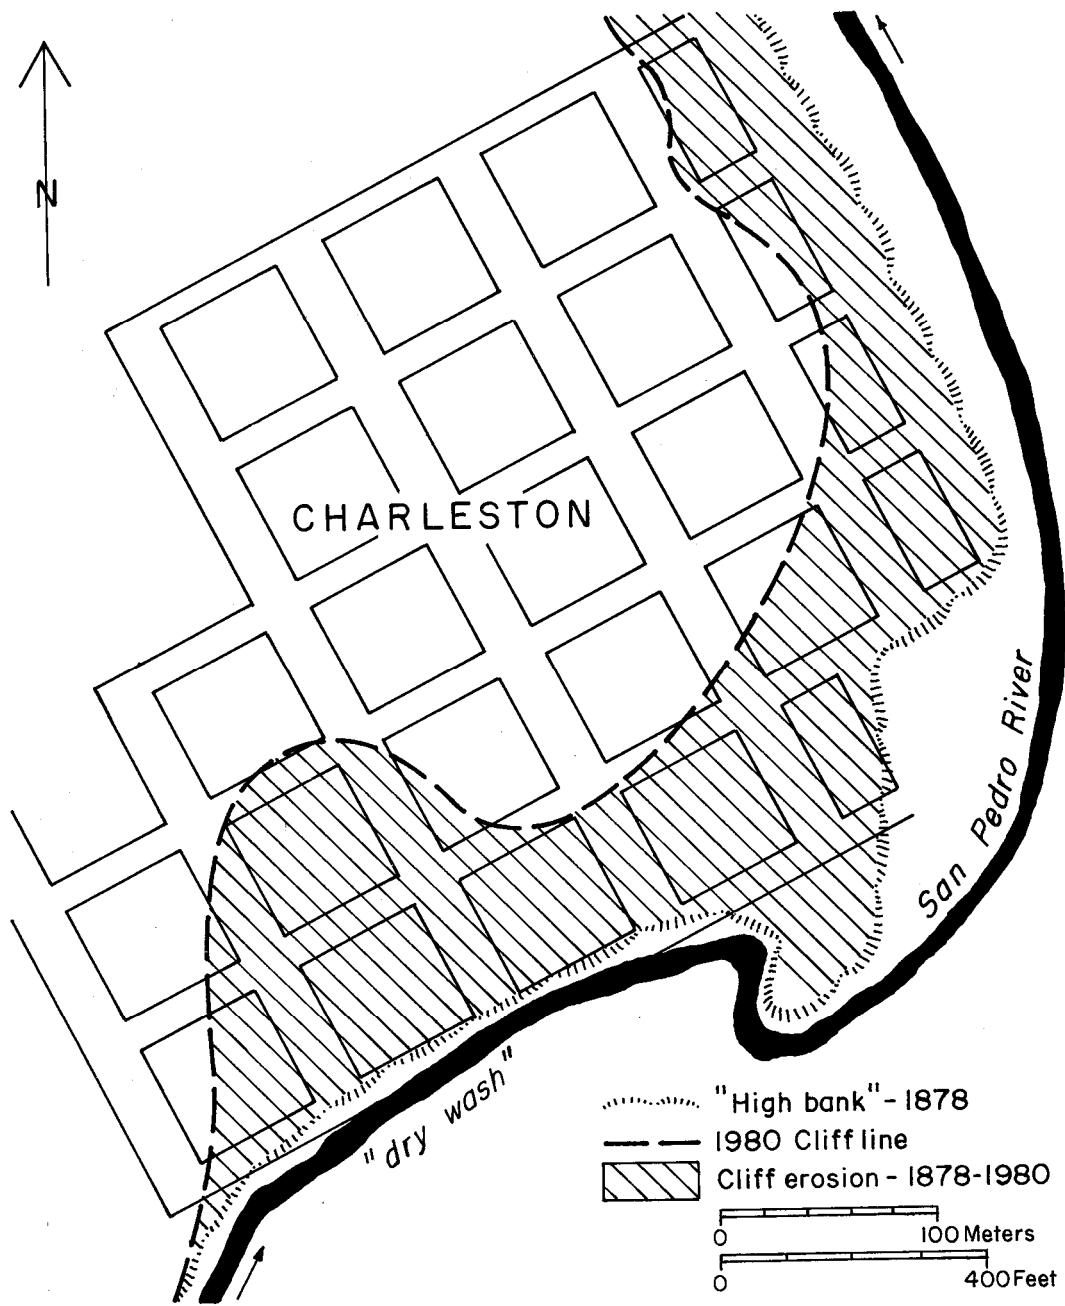 N
CHARLESTON
San Pedro River
"dry wash"
"High bank" - 1878
1980 Cliff line
Cliff erosion - 1878-1980
0 100 Meters
0 400 Feet